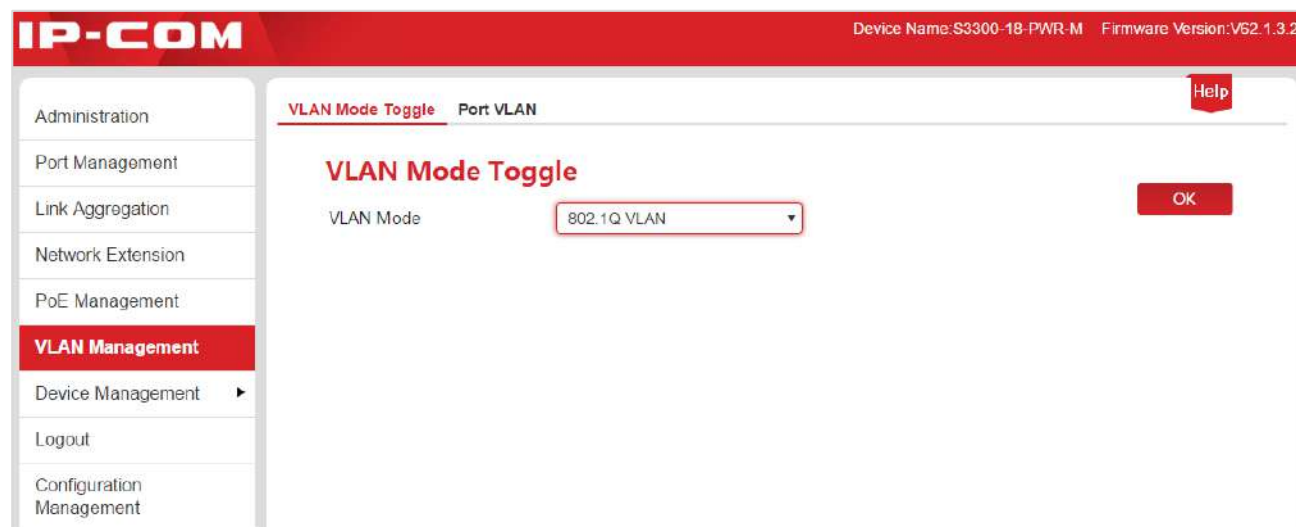 IP-COM
Device Name:S3300-18-PWR-M Firmware Version:V62.1.3.2
Help
VLAN Mode Toggle Port VLAN
Administration
Port Management
Link Aggregation
Network Extension
PoE Management
VLAN Management
Device Management
Logout
Configuration
Management
VLAN Mode Toggle
OK
VLAN Mode 802.1Q VLAN